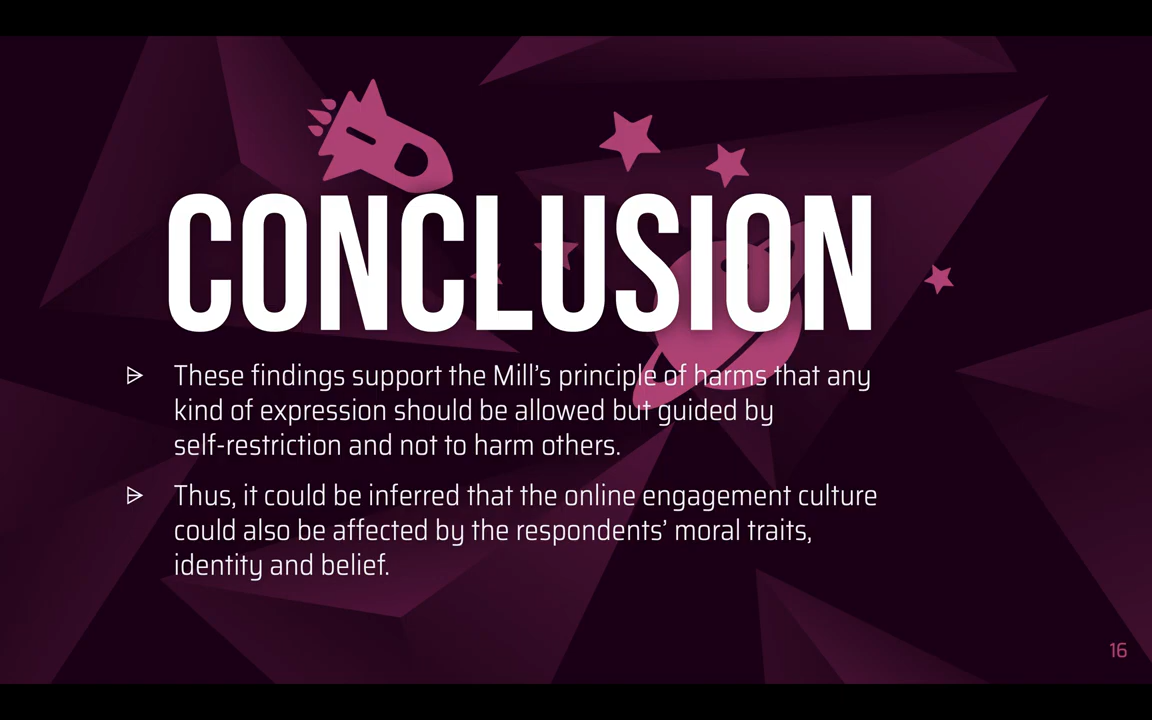 CONCLUSION
These findings support the Mill's principle of harms that any
kind of expression should be allowed but guided by
self-restriction and not to harm others.
Thus, it could be inferred that the online engagement culture
could also be affected by the respondents' moral traits,
identity and belief.
16